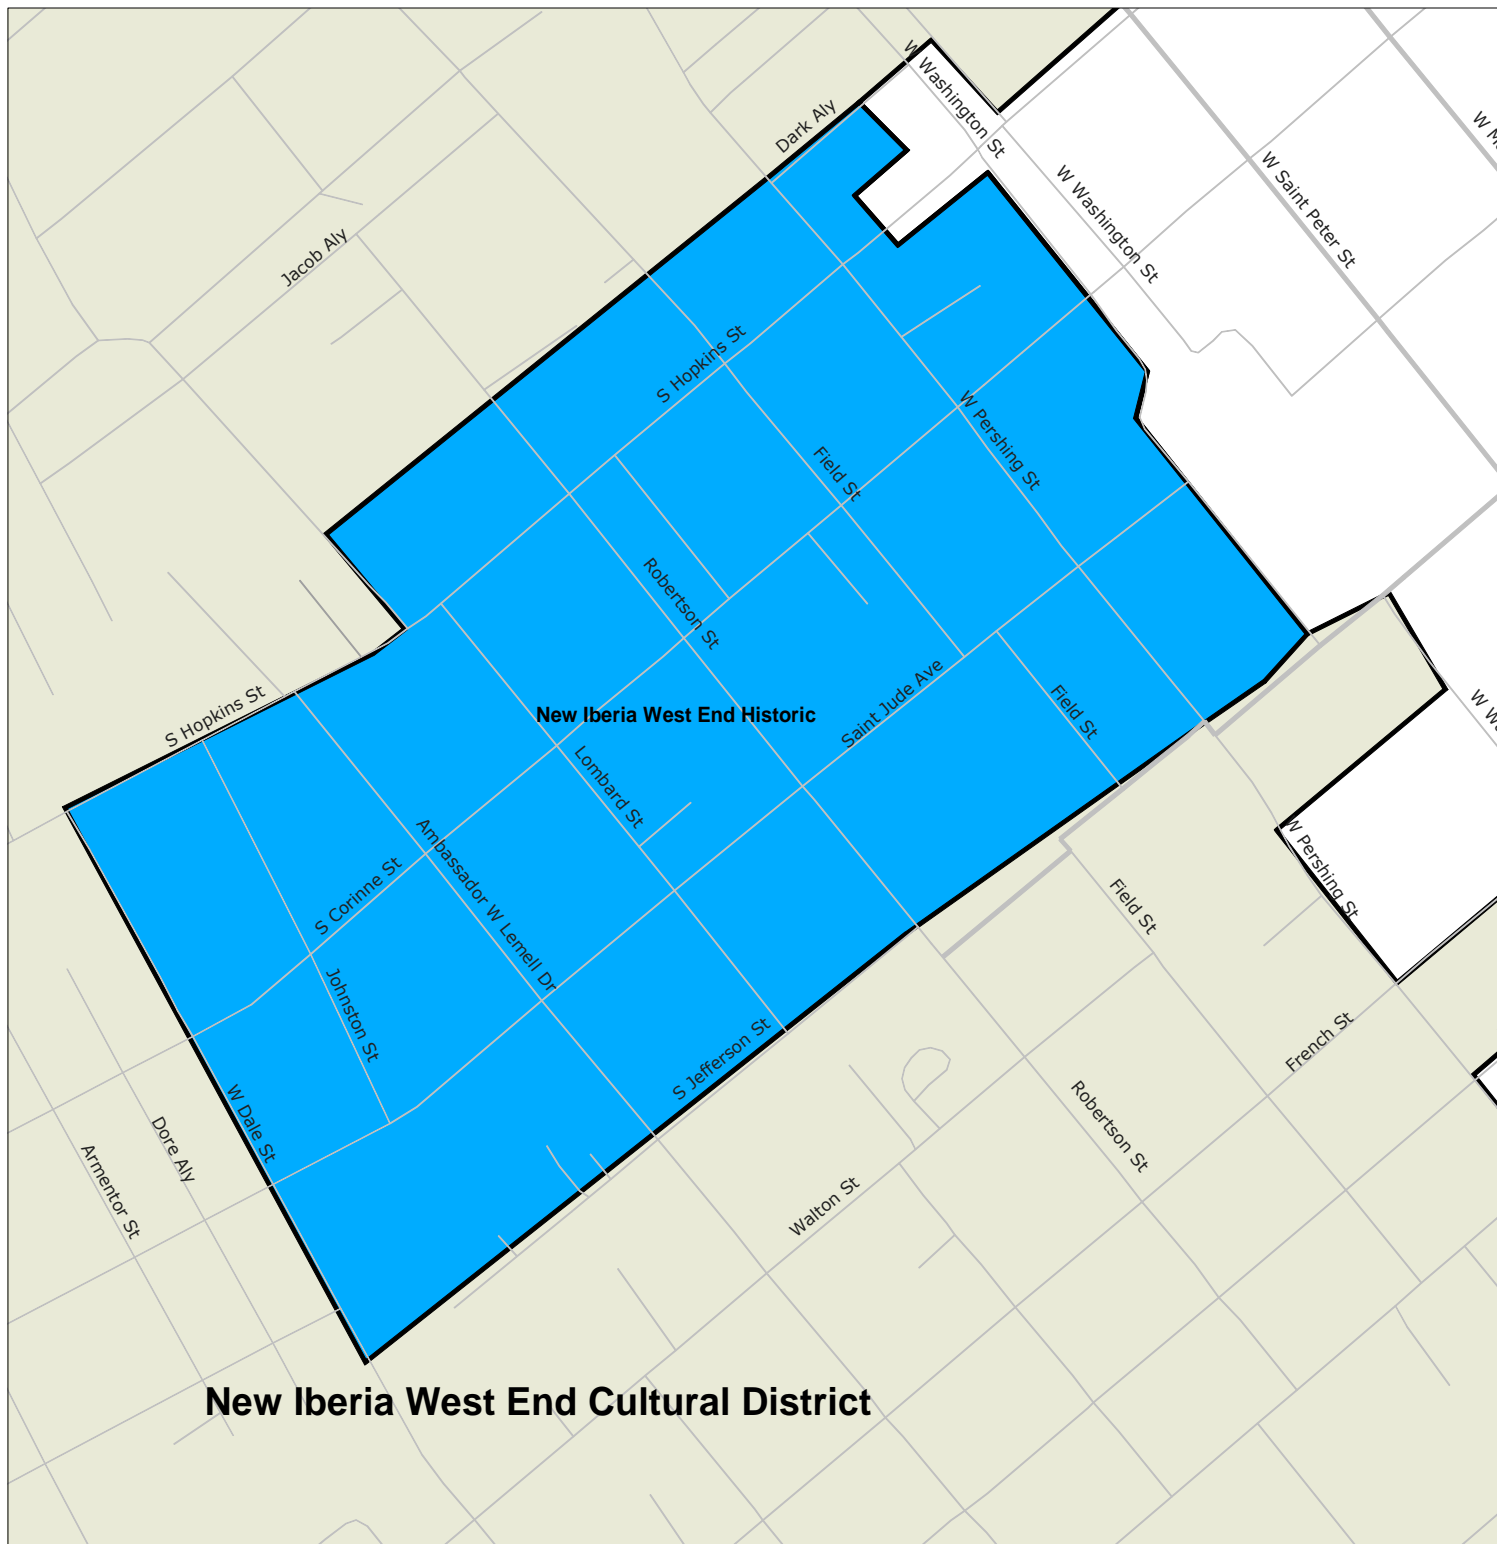 W Washington St
Dark Aly
W M
W Saint Peter St
W Washington St
Jacob Aly
S Hopkins St
W Pershing St
Field St
Robertson St
S Hopkins St
Saint Jude Ave
Field St
W Wa
New Iberia West End Historic
Lombard St
Ambassador W Lemell Dr
S Corinne St
W Pershing St
Field St
Johnston St
S Jefferson St
French St
W Dale St
Dore Aly
Armentor St
Robertson St
Walton St
New Iberia West End Cultural District